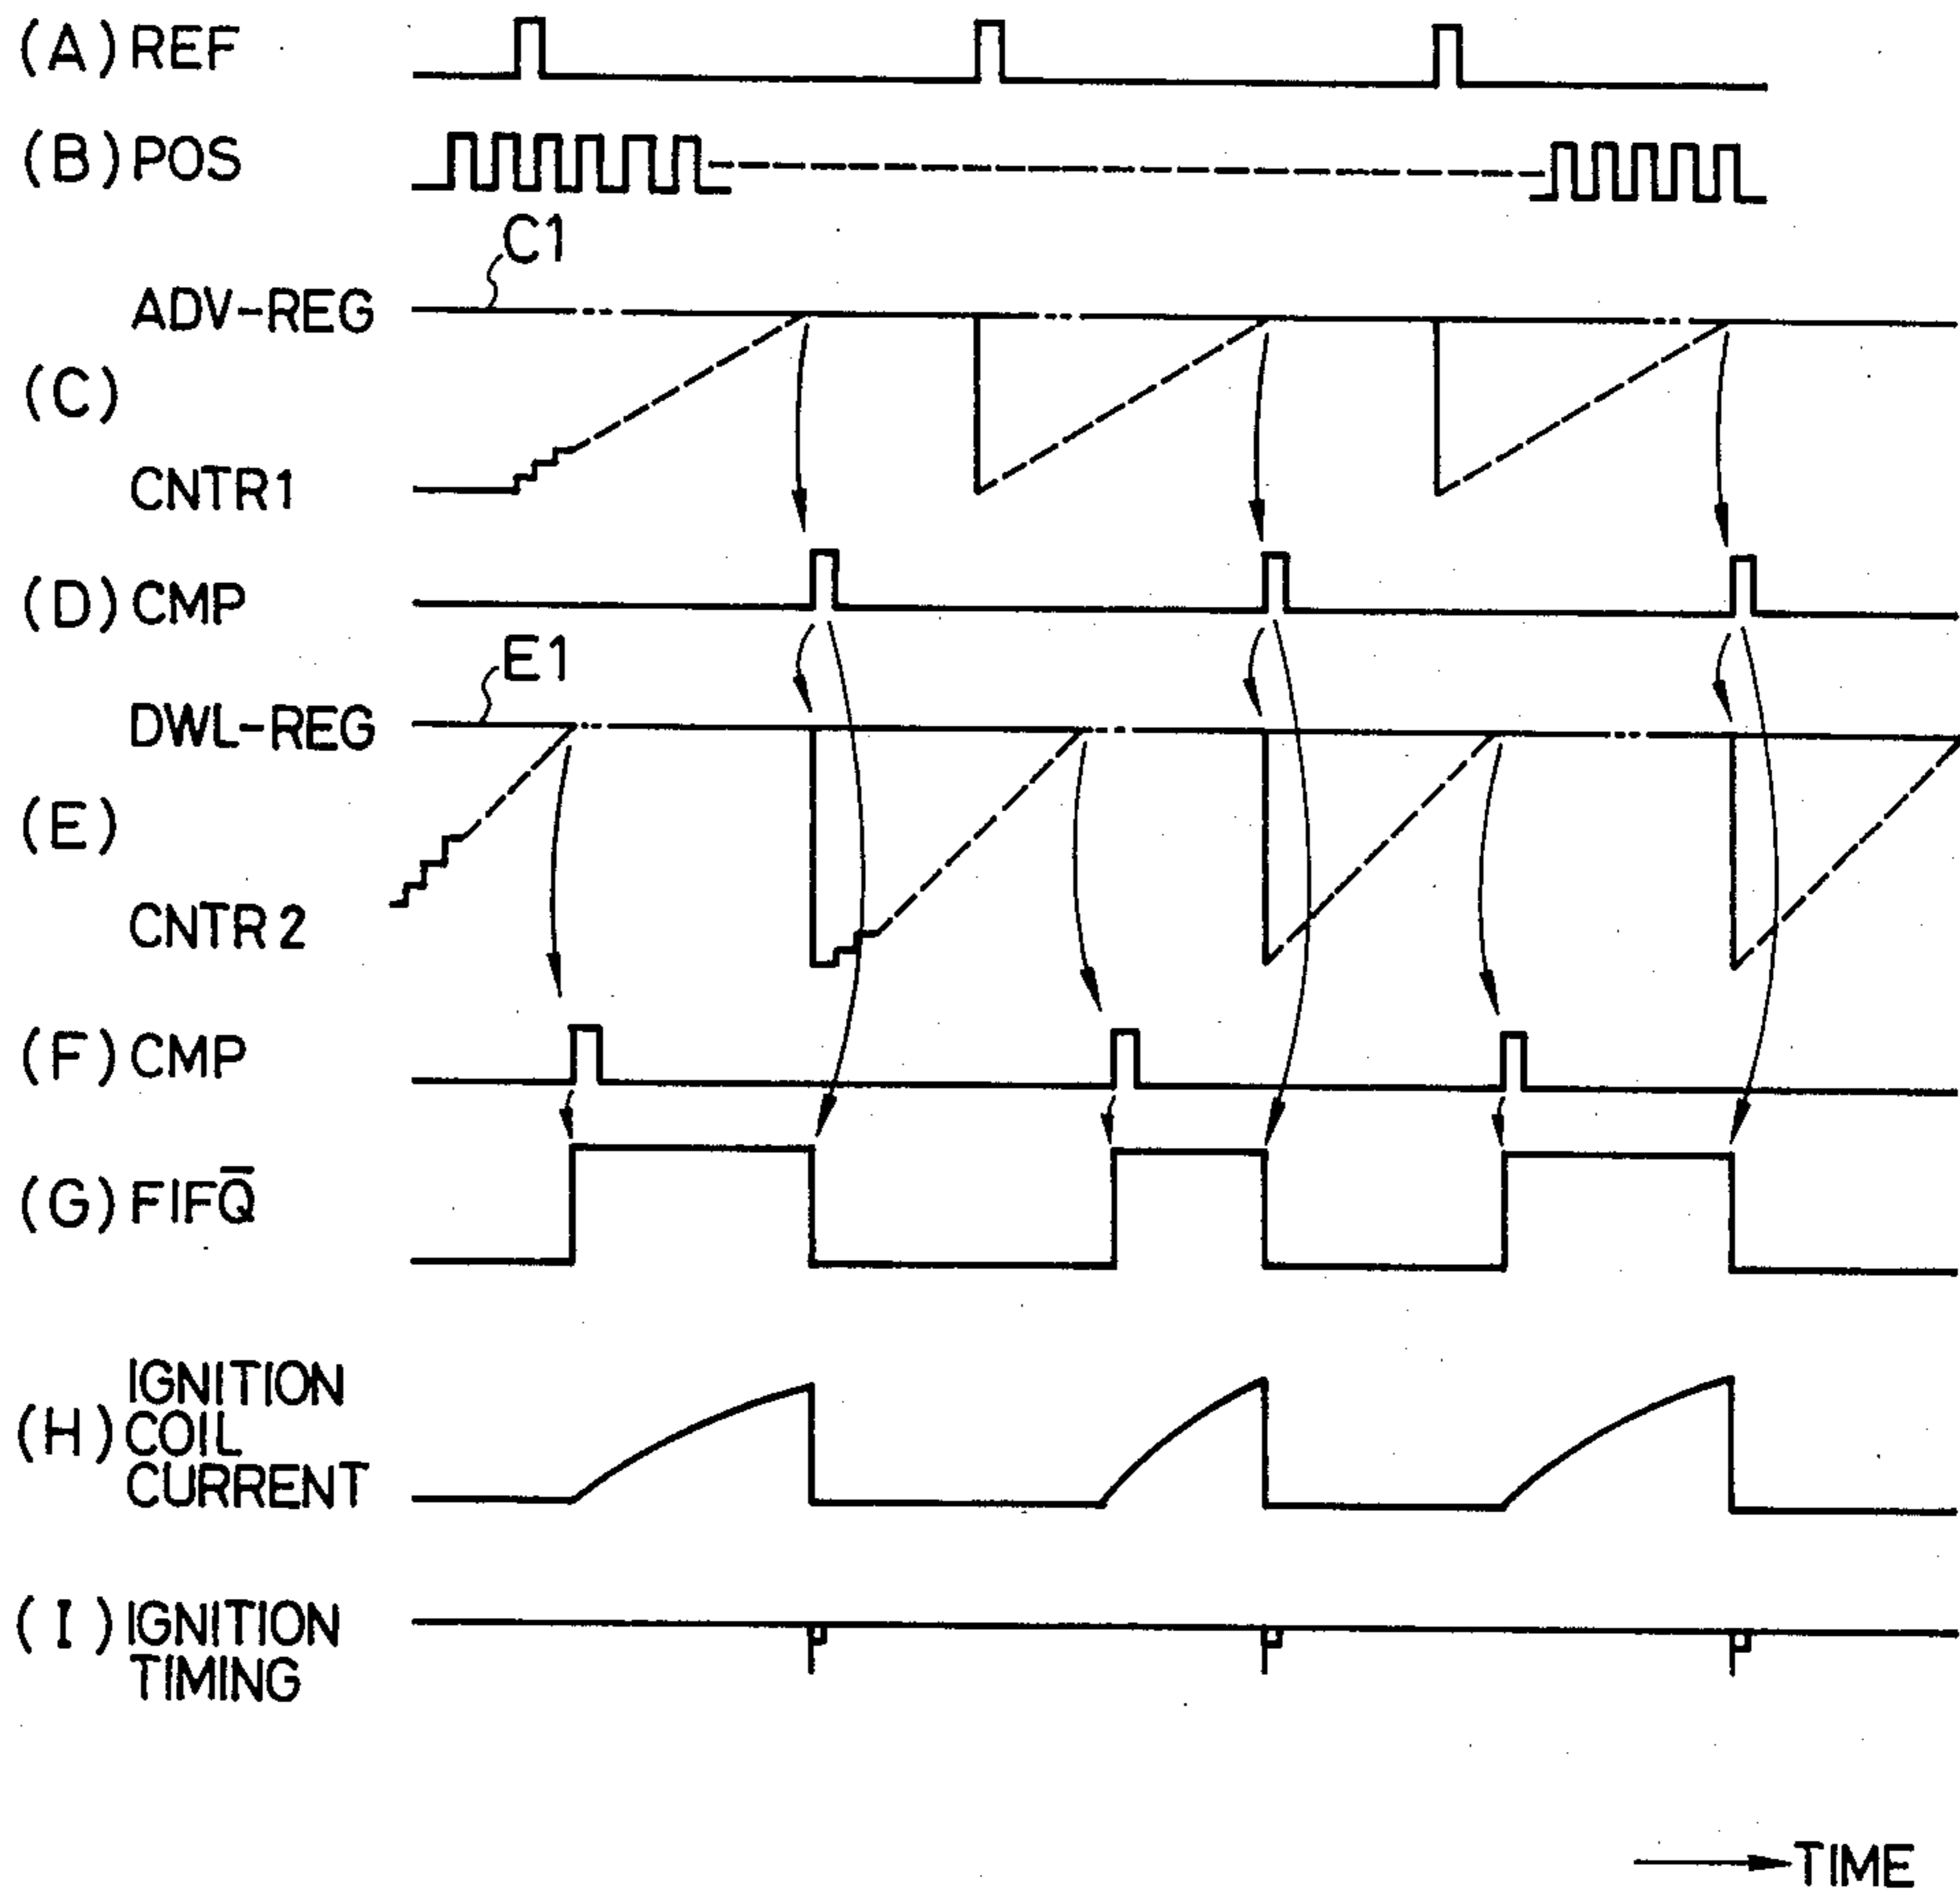 (A) REF
(B) POS
C1
ADV-REG
(C)
CNTR1
(D) CMP
E1
DWL-REG
(E)
CNTR2
(F) CMP
(G) FIFQ̅
(H) IGNITION
COIL
CURRENT
(I) IGNITION
TIMING
TIME